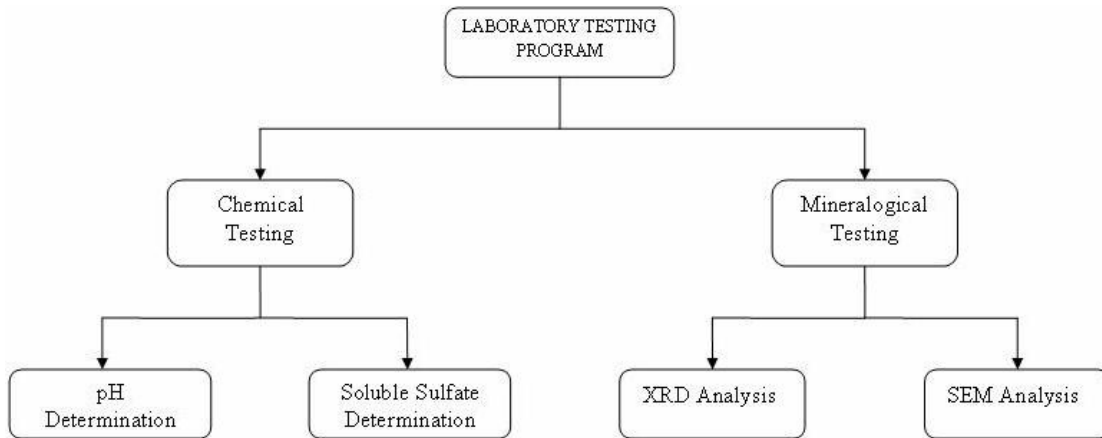 LABORATORY TESTING
PROGRAM
Chemical
Testing
Mineralogical
Testing
pH
Determination
Soluble Sulfate
Determination
XRD Analysis
SEM Analysis